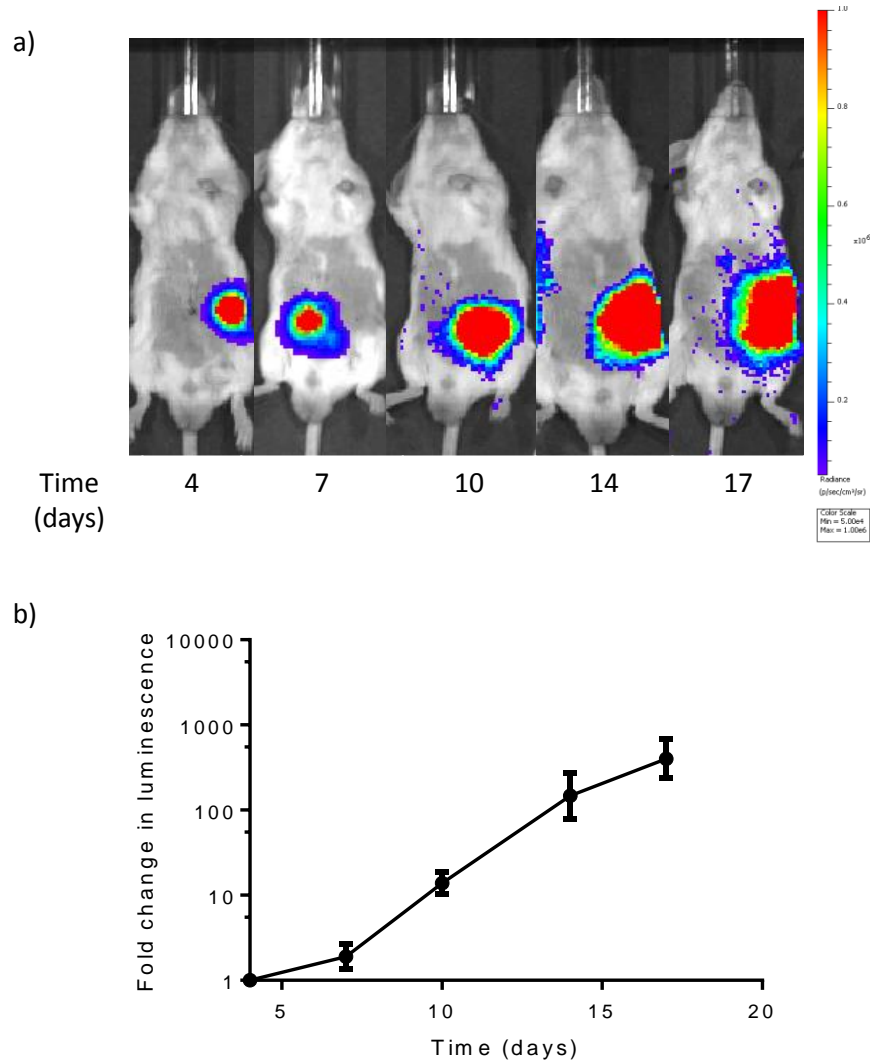 a)
1.0
0.8
0.6
x10⁶
0.4
0.2
Radiance
(p/sec/cm²/sr)
Color Scale
Min = 5.00e4
Max = 1.00e6
Time
(days)
4 7 10 14 17
b)
Fold change in luminescence
10000
1000
100
10
1
5 10 15 20
Time (days)